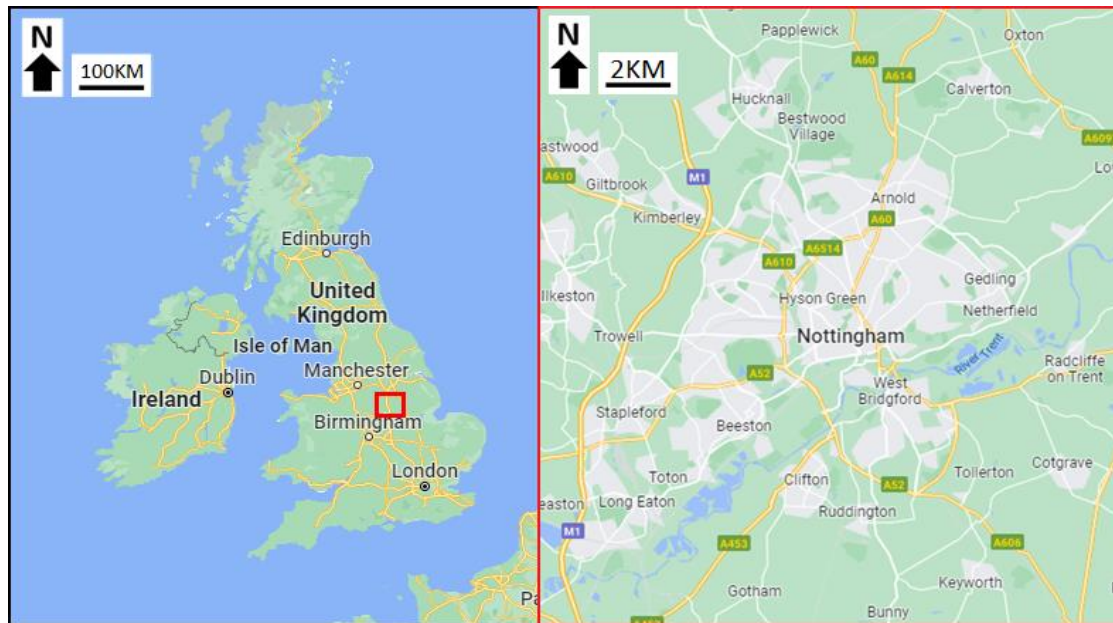 N
100KM
Edinburgh
United
Kingdom
Isle of Man
Manchester
Dublin
Ireland
Birmingham
London
Pa
N
2KM
Papplewick
Oxton
A60
A614
Hucknall
Calverton
Bestwood
Village
A609
astwood
Lo
A610
M1
Giltbrook
Arnold
Kimberley
A60
A6514
A610
Gedling
Ilkeston
Hyson Green
Netherfield
Trowell
Nottingham
River Trent
Radcliffe
on Trent
A52
West
Bridgford
Stapleford
Beeston
Cotgrave
Toton
Clifton
A52
Tollerton
Long Eaton
easton
Ruddington
M1
A453
A606
Gotham
Keyworth
Bunny